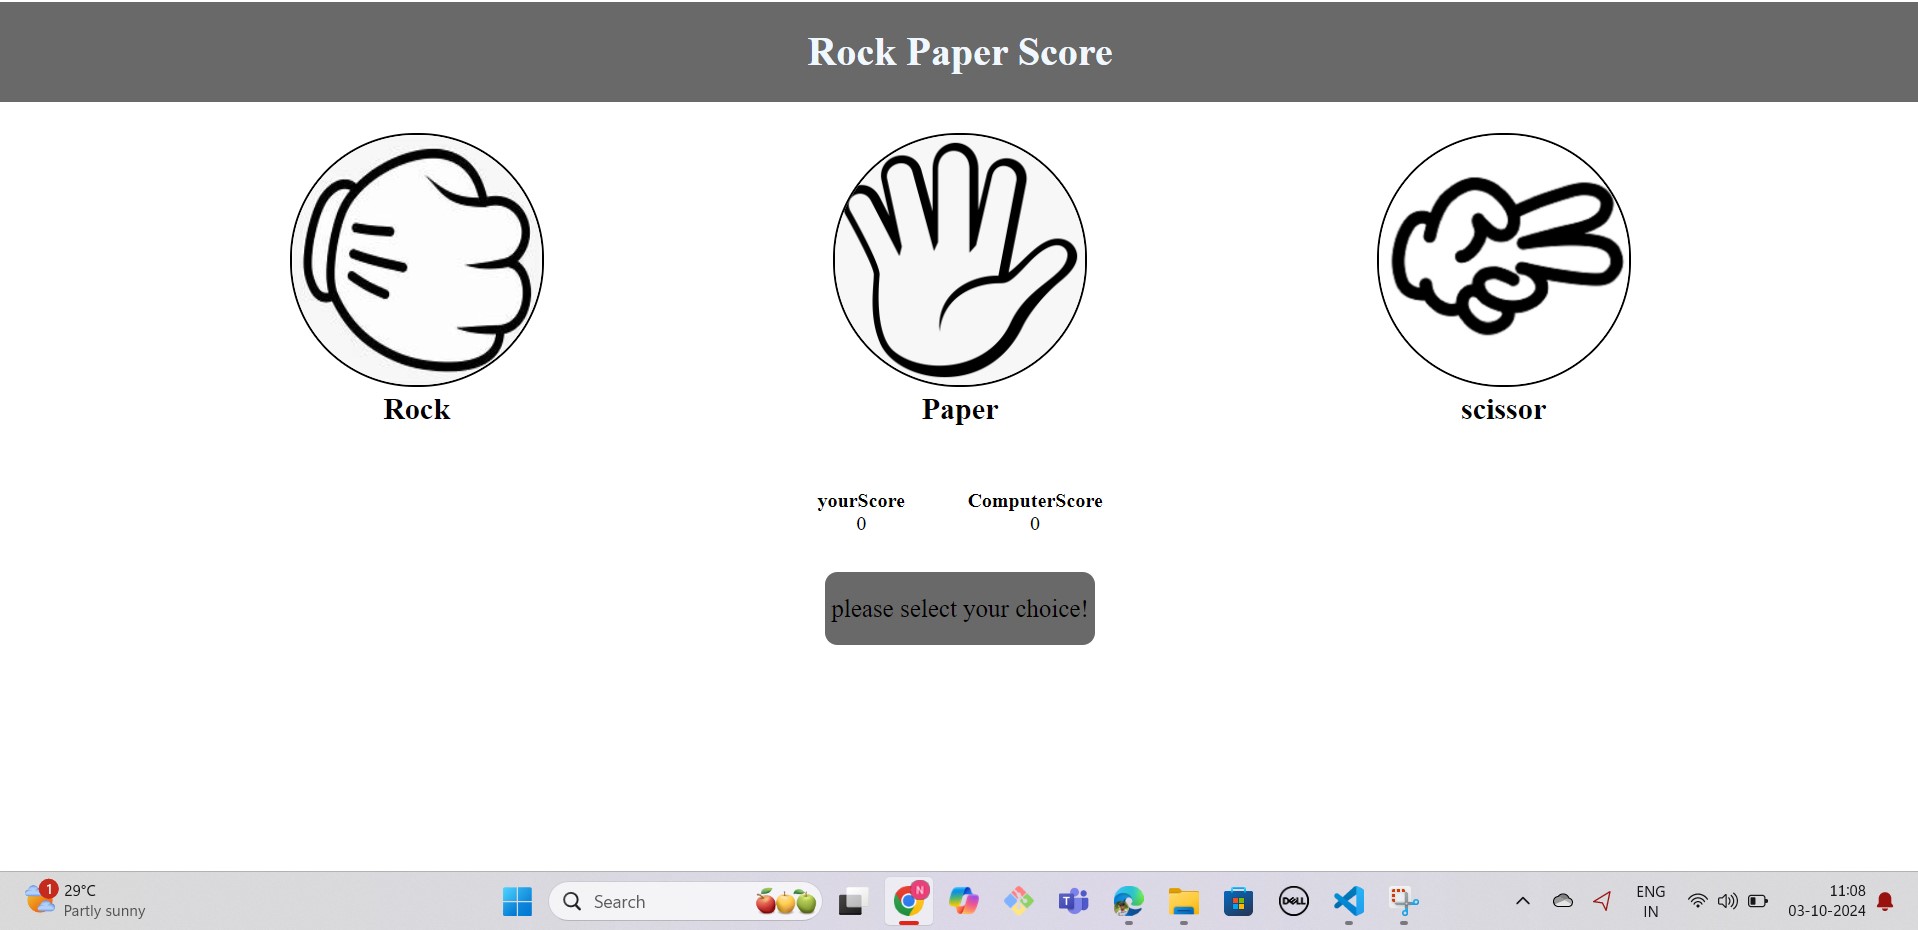 Rock Paper Score
Rock
Paper
scissor
yourScore
ComputerScore
0
0
please select your choice!
1
29°C
Partly sunny
Search
N
T
DELL
ENG
IN
11:08
03-10-2024